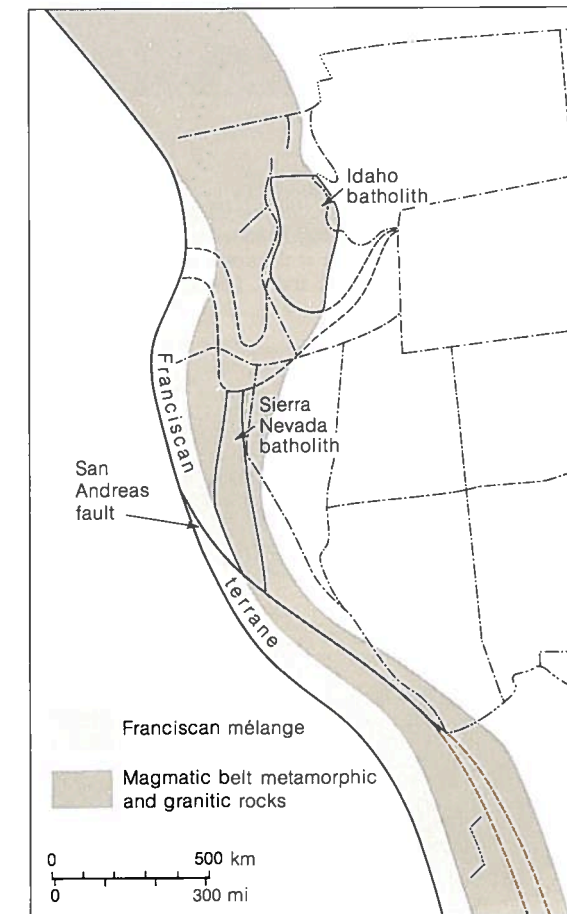 Idaho
batholith
Franciscan
Sierra
Nevada
batholith
San
Andreas
fault
terrane
Franciscan mélange
Magmatic belt metamorphic
and granitic rocks
0 500 km
0 300 mi